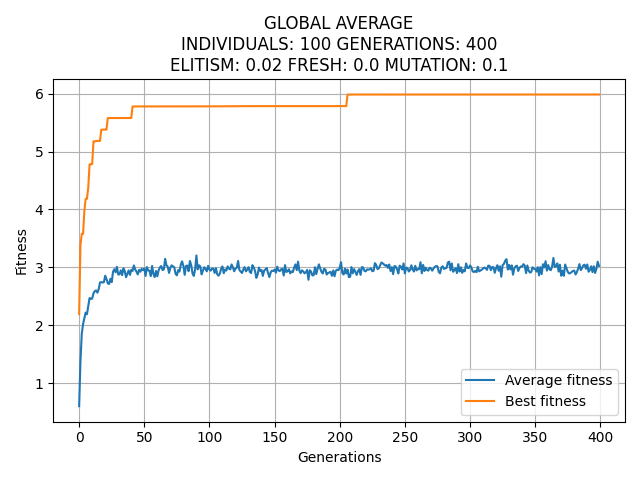 GLOBAL AVERAGE
INDIVIDUALS: 100 GENERATIONS: 400
ELITISM: 0.02 FRESH: 0.0 MUTATION: 0.1
6
5
4
3
2
1
Fitness
Average fitness
Best fitness
0 50 100 150 200 250 300 350 400
Generations